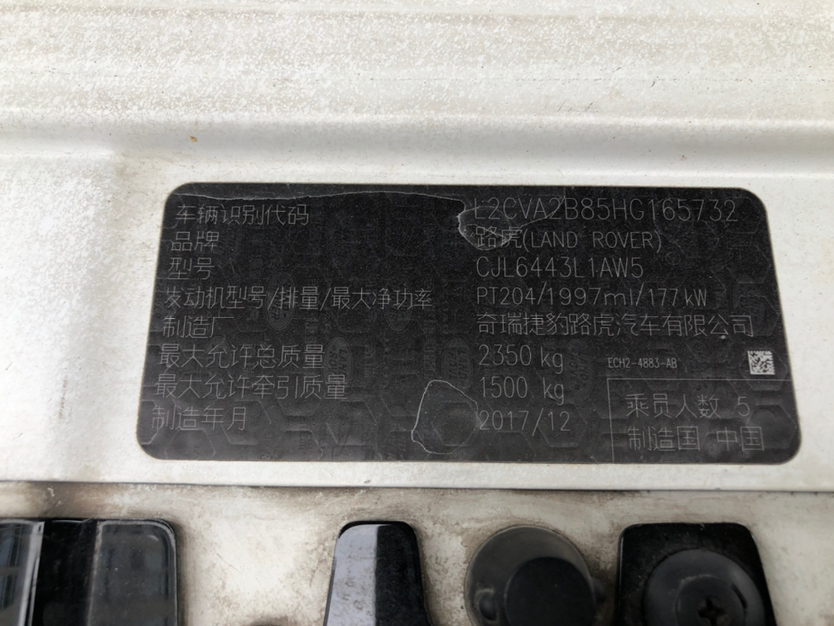 车辆识别代码 L2CVA2B85HG165732
品牌 路虎(LAND ROVER)
型号 CJL6443L1AW5
发动机型号/排量/最大净功率 PT204/1997ml/177kW
制造厂 奇瑞捷豹路虎汽车有限公司
最大允许总质量 2350 kg
最大允许牵引质量 1500 kg
制造年月 2017/12
ECH2-4883-AB
乘员人数 5
制造国 中国